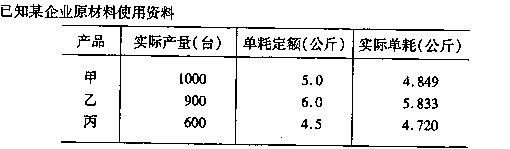 已知某企业原材料使用资料
产品 实际产量(台) 单耗定额(公斤) 实际单耗(公斤)
甲 1000 5.0 4.849
乙 900 6.0 5.833
丙 600 4.5 4.720